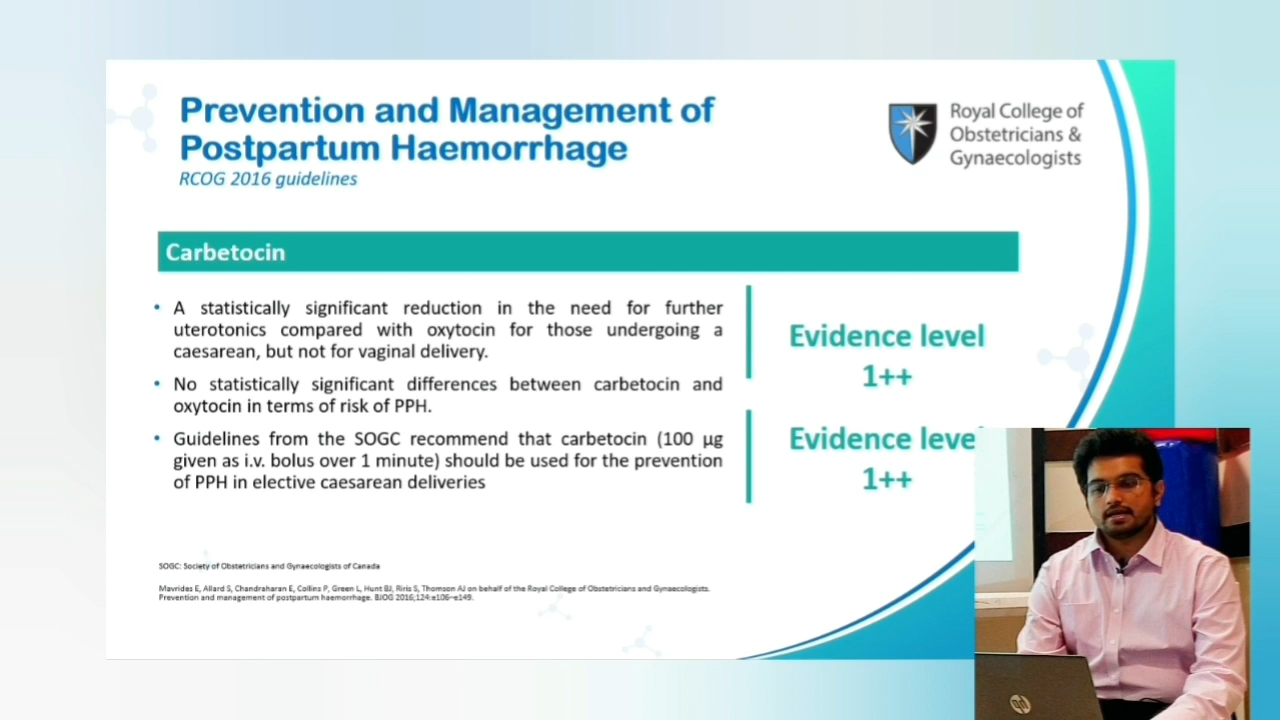 Prevention and Management of
Postpartum Haemorrhage
RCOG 2016 guidelines
Royal College of
Obstetricians &
Gynaecologists
Carbetocin
• A statistically significant reduction in the need for further
uterotonics compared with oxytocin for those undergoing a
caesarean, but not for vaginal delivery.
• No statistically significant differences between carbetocin and
oxytocin in terms of risk of PPH.
• Guidelines from the SOGC recommend that carbetocin (100 µg
given as i.v. bolus over 1 minute) should be used for the prevention
of PPH in elective caesarean deliveries
Evidence level
1++
Evidence leve
1++
SOGC: Society of Obstetricians and Gynaecologists of Canada
Mavrides E, Allard S, Chandraharan E, Collins P, Green L, Hunt BJ, Riris S, Thomson AJ on behalf of the Royal College of Obstetricians and Gynaecologists.
Prevention and management of postpartum haemorrhage. BJOG 2016;124:e106–e149.
hp